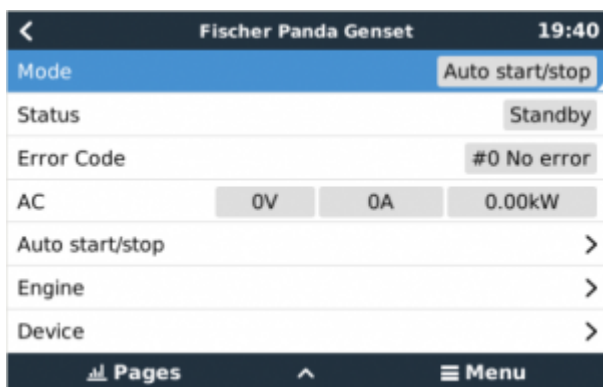 Fischer Panda Genset 19:40
Mode Auto start/stop
Status Standby
Error Code #0 No error
AC 0V 0A 0.00kW
Auto start/stop
Engine
Device
Pages Menu